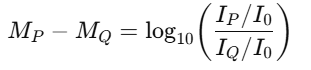 M_P − M_Q = log_{10}\left(\frac{I_P/I_0}{I_Q/I_0}\right)